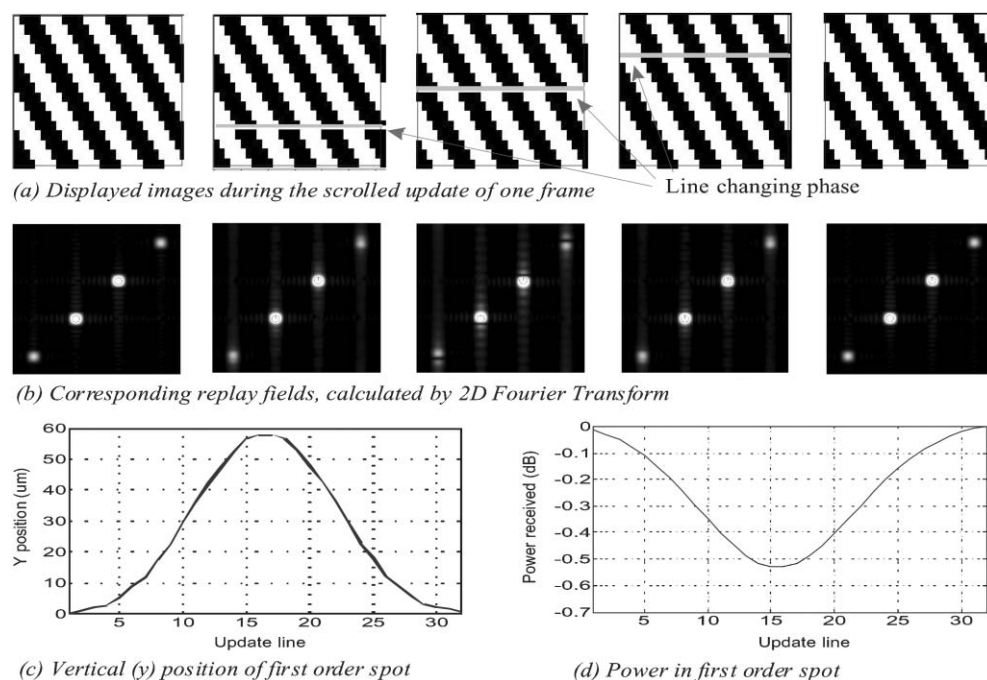 Line changing phase
(a) Displayed images during the scrolled update of one frame
(b) Corresponding replay fields, calculated by 2D Fourier Transform
60
50
40
30
20
10
0
Y position (um)
5 10 15 20 25 30
Update line
(c) Vertical (y) position of first order spot
0
-0.1
-0.2
-0.3
-0.4
-0.5
-0.6
-0.7
Power received (dB)
5 10 15 20 25 30
Update line
(d) Power in first order spot